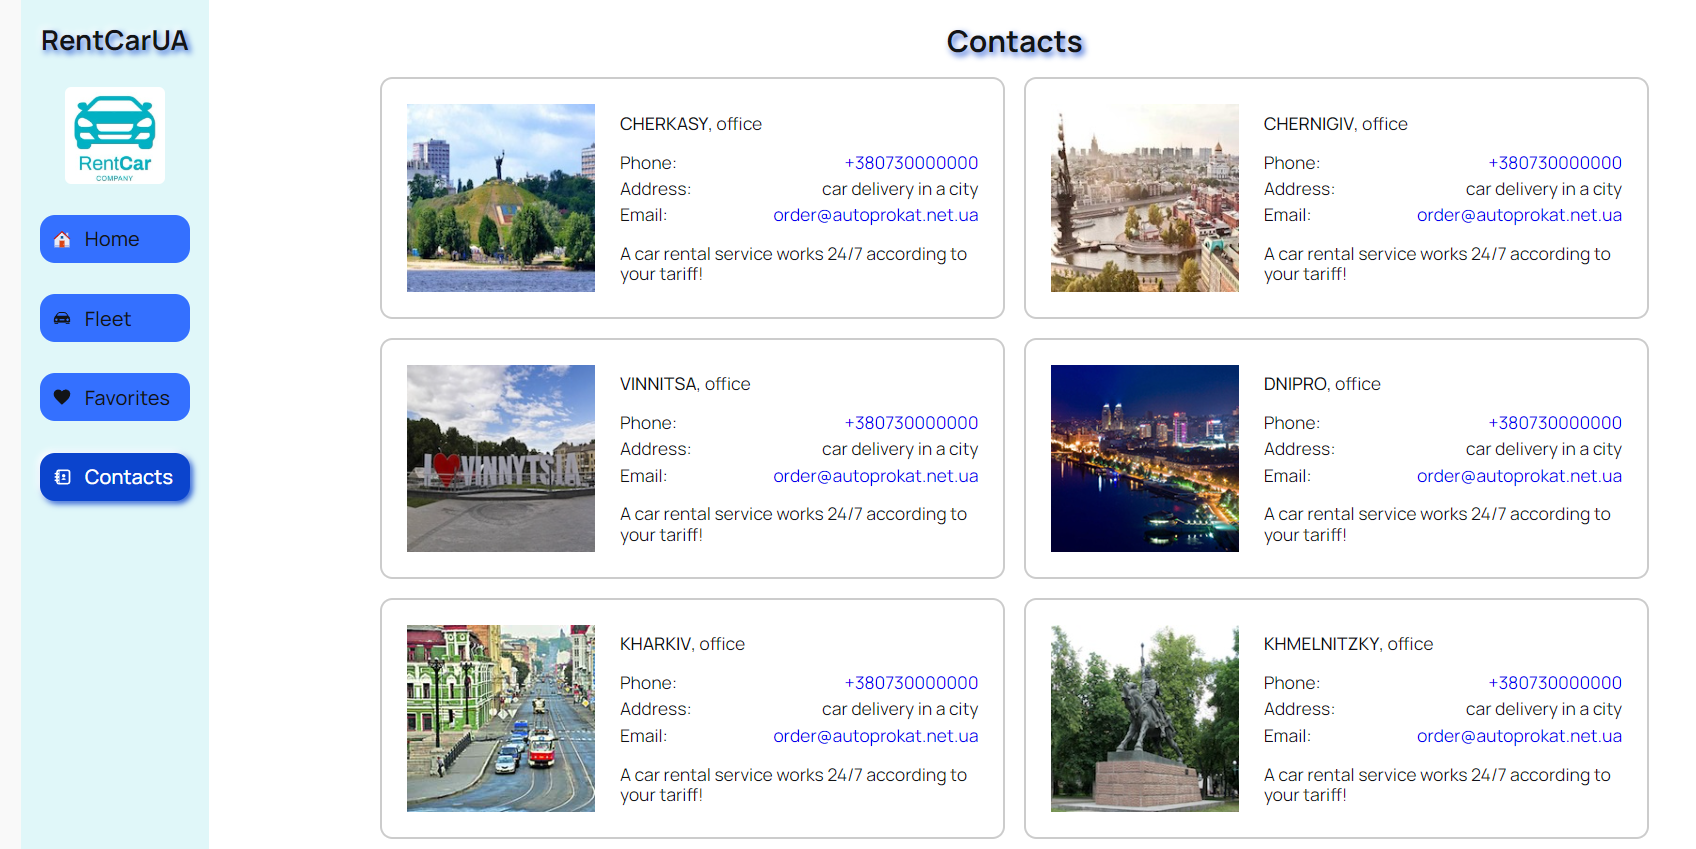 RentCarUA
RentCar
COMPANY
Home
Fleet
Favorites
Contacts
Contacts
CHERKASY, office
Phone: +380730000000
Address: car delivery in a city
Email: order@autoprokat.net.ua
A car rental service works 24/7 according to
your tariff!
CHERNIGIV, office
Phone: +380730000000
Address: car delivery in a city
Email: order@autoprokat.net.ua
A car rental service works 24/7 according to
your tariff!
I VINNYTSIA
VINNITSA, office
Phone: +380730000000
Address: car delivery in a city
Email: order@autoprokat.net.ua
A car rental service works 24/7 according to
your tariff!
DNIPRO, office
Phone: +380730000000
Address: car delivery in a city
Email: order@autoprokat.net.ua
A car rental service works 24/7 according to
your tariff!
KHARKIV, office
Phone: +380730000000
Address: car delivery in a city
Email: order@autoprokat.net.ua
A car rental service works 24/7 according to
your tariff!
KHMELNITZKY, office
Phone: +380730000000
Address: car delivery in a city
Email: order@autoprokat.net.ua
A car rental service works 24/7 according to
your tariff!